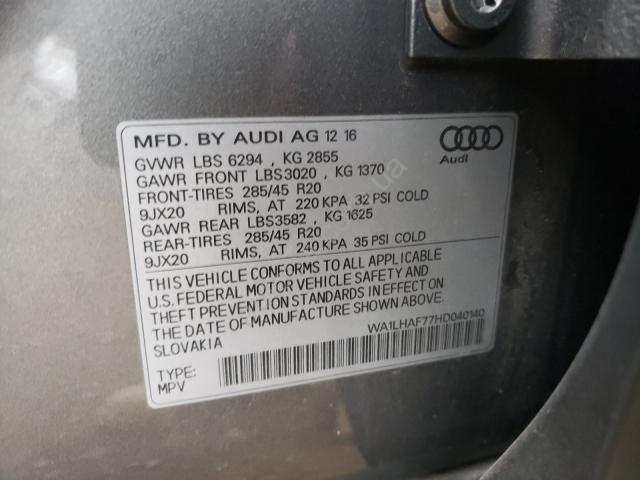 MFD. BY AUDI AG 12 16
GVWR LBS 6294 , KG 2855
GAWR FRONT LBS3020 , KG 1370
FRONT-TIRES 285/45 R20
9JX20 RIMS, AT 220 KPA 32 PSI COLD
GAWR REAR LBS3582 , KG 1625
REAR-TIRES 285/45 R20
9JX20 RIMS, AT 240 KPA 35 PSI COLD
THIS VEHICLE CONFORMS TO ALL APPLICABLE
U.S. FEDERAL MOTOR VEHICLE SAFETY AND
THEFT PREVENTION STANDARDS IN EFFECT ON
THE DATE OF MANUFACTURE SHOWN ABOVE.
SLOVAKIA
WA1LHAF77HD040140
TYPE:
MPV
Audi